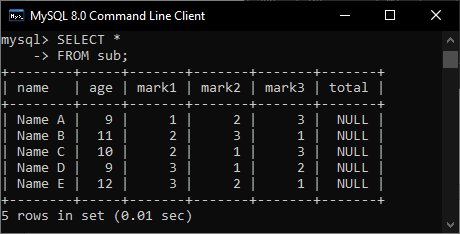 MySQL 8.0 Command Line Client
mysql> SELECT *
    -> FROM sub;
+--------+-----+-------+-------+-------+-------+
| name   | age | mark1 | mark2 | mark3 | total |
+--------+-----+-------+-------+-------+-------+
| Name A |   9 |     1 |     2 |     3 |  NULL |
| Name B |  11 |     2 |     3 |     1 |  NULL |
| Name C |  10 |     2 |     1 |     3 |  NULL |
| Name D |   9 |     3 |     1 |     2 |  NULL |
| Name E |  12 |     3 |     2 |     1 |  NULL |
+--------+-----+-------+-------+-------+-------+
5 rows in set (0.01 sec)